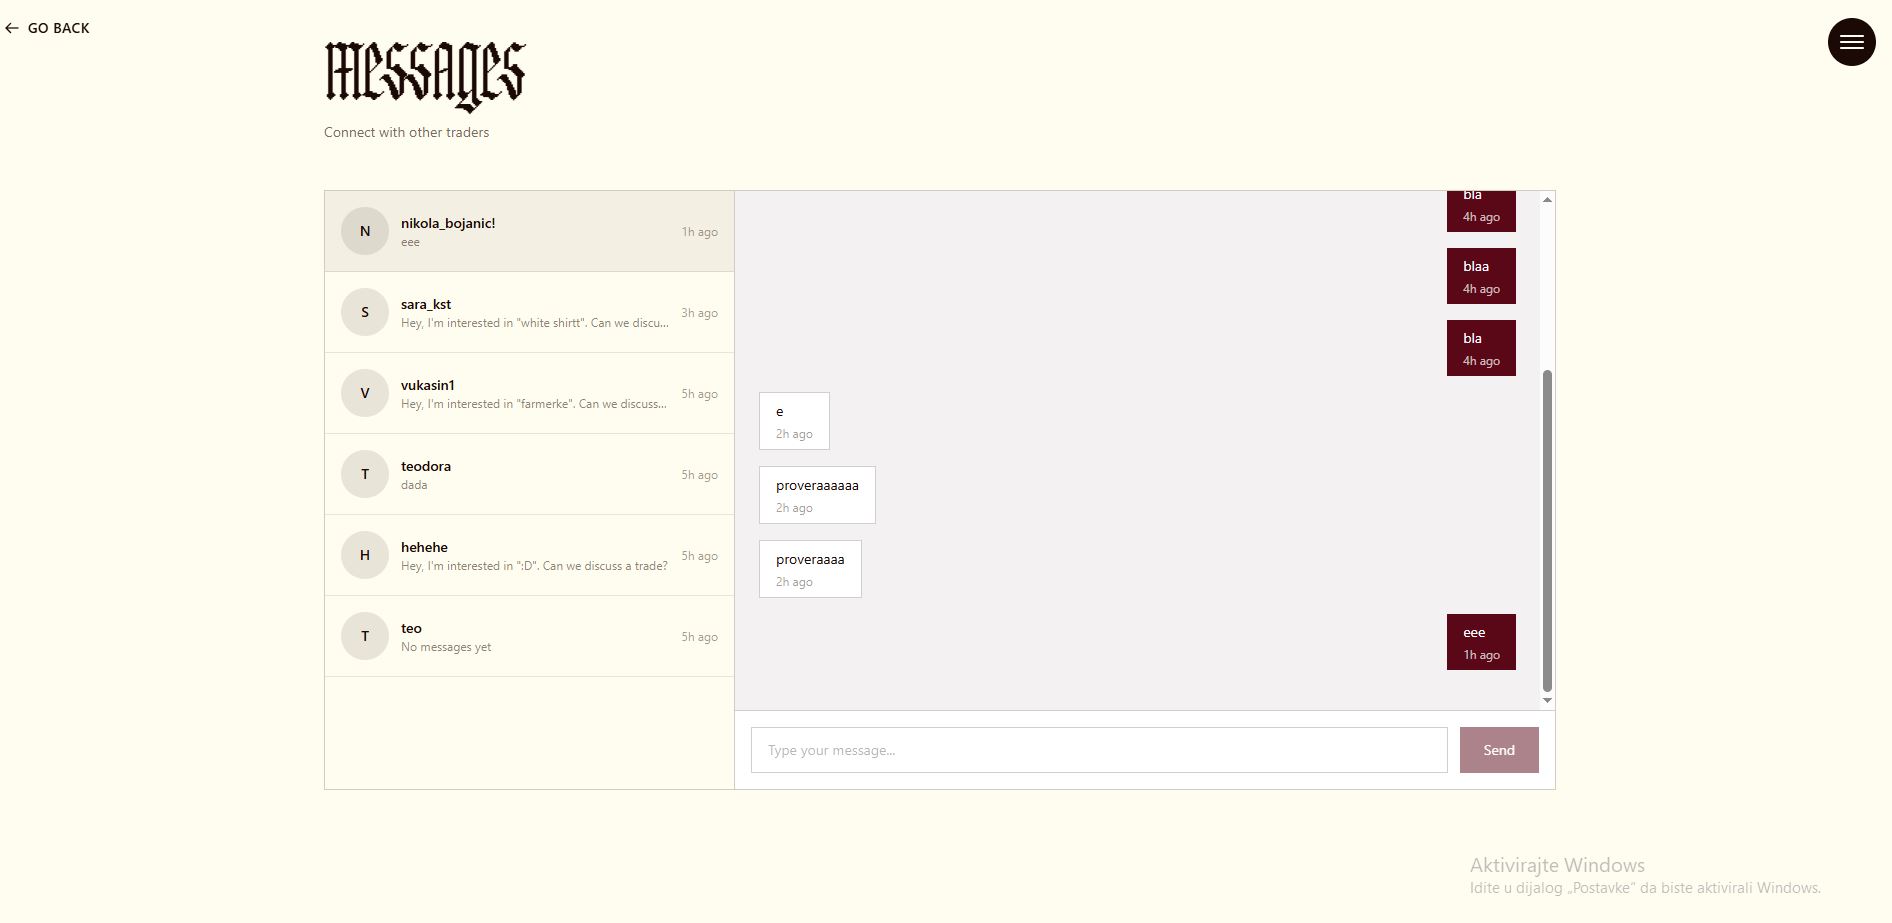 GO BACK
Messages
Connect with other traders
N
nikola_bojanic!
eee
1h ago
S
sara_kst
Hey, I'm interested in "white shirtt". Can we discu...
3h ago
V
vukasin1
Hey, I'm interested in "farmerke". Can we discuss...
5h ago
T
teodora
dada
5h ago
H
hehehe
Hey, I'm interested in ":D". Can we discuss a trade?
5h ago
T
teo
No messages yet
5h ago
bla
4h ago
blaa
4h ago
bla
4h ago
e
2h ago
proveraaaaaa
2h ago
proveraaaa
2h ago
eee
1h ago
Type your message...
Send
Aktivirajte Windows
Idite u dijalog „Postavke“ da biste aktivirali Windows.